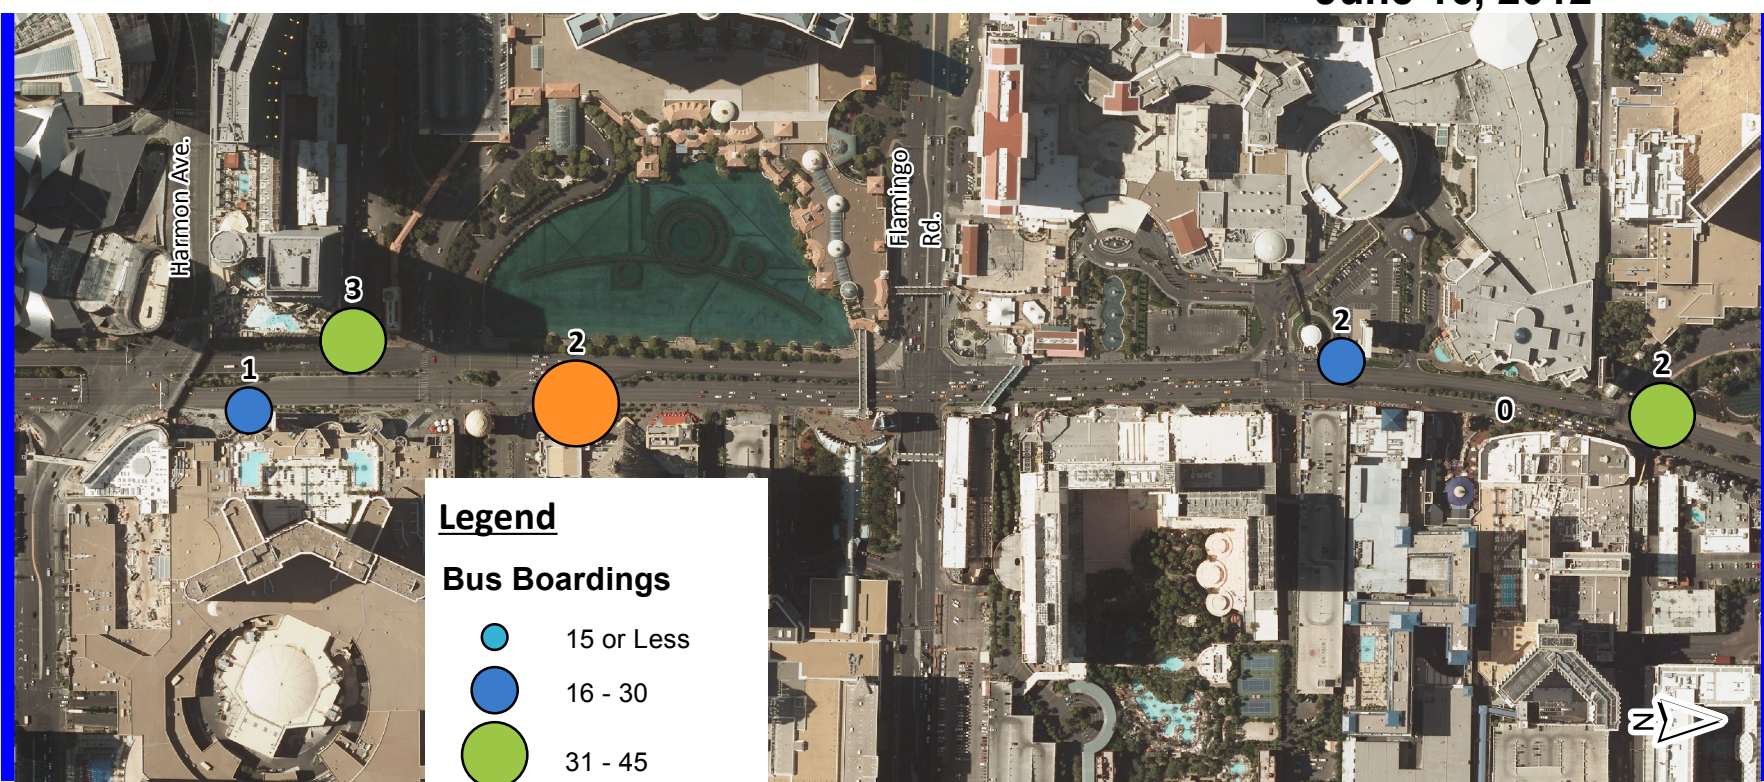 Harmon Ave.
Flamingo
Rd.
3
1
2
2
0
2
Legend
Bus Boardings
15 or Less
16 - 30
31 - 45
N